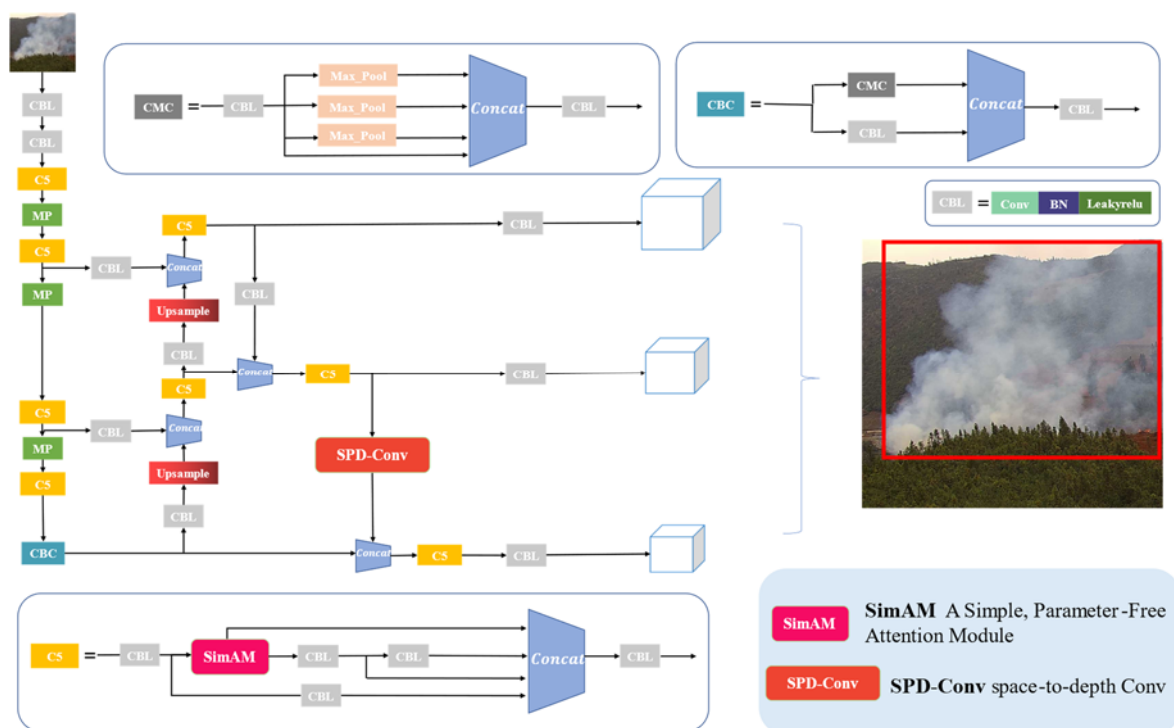 CBL
CBL
C5
MP
C5
MP
C5
MP
C5
CBC
CMC
=
CBL
Max_Pool
Max_Pool
Max_Pool
Concat
CBL
CBC
=
CMC
CBL
Concat
CBL
CBL
=
Conv
BN
Leakyrelu
C5
CBL
CBL
Concat
CBL
Upsample
CBL
Concat
C5
CBL
C5
CBL
Concat
SPD-Conv
Upsample
CBL
Concat
C5
CBL
C5
=
CBL
SimAM
CBL
CBL
CBL
Concat
CBL
SimAM
SimAM A Simple, Parameter-Free
Attention Module
SPD-Conv
SPD-Conv space-to-depth Conv